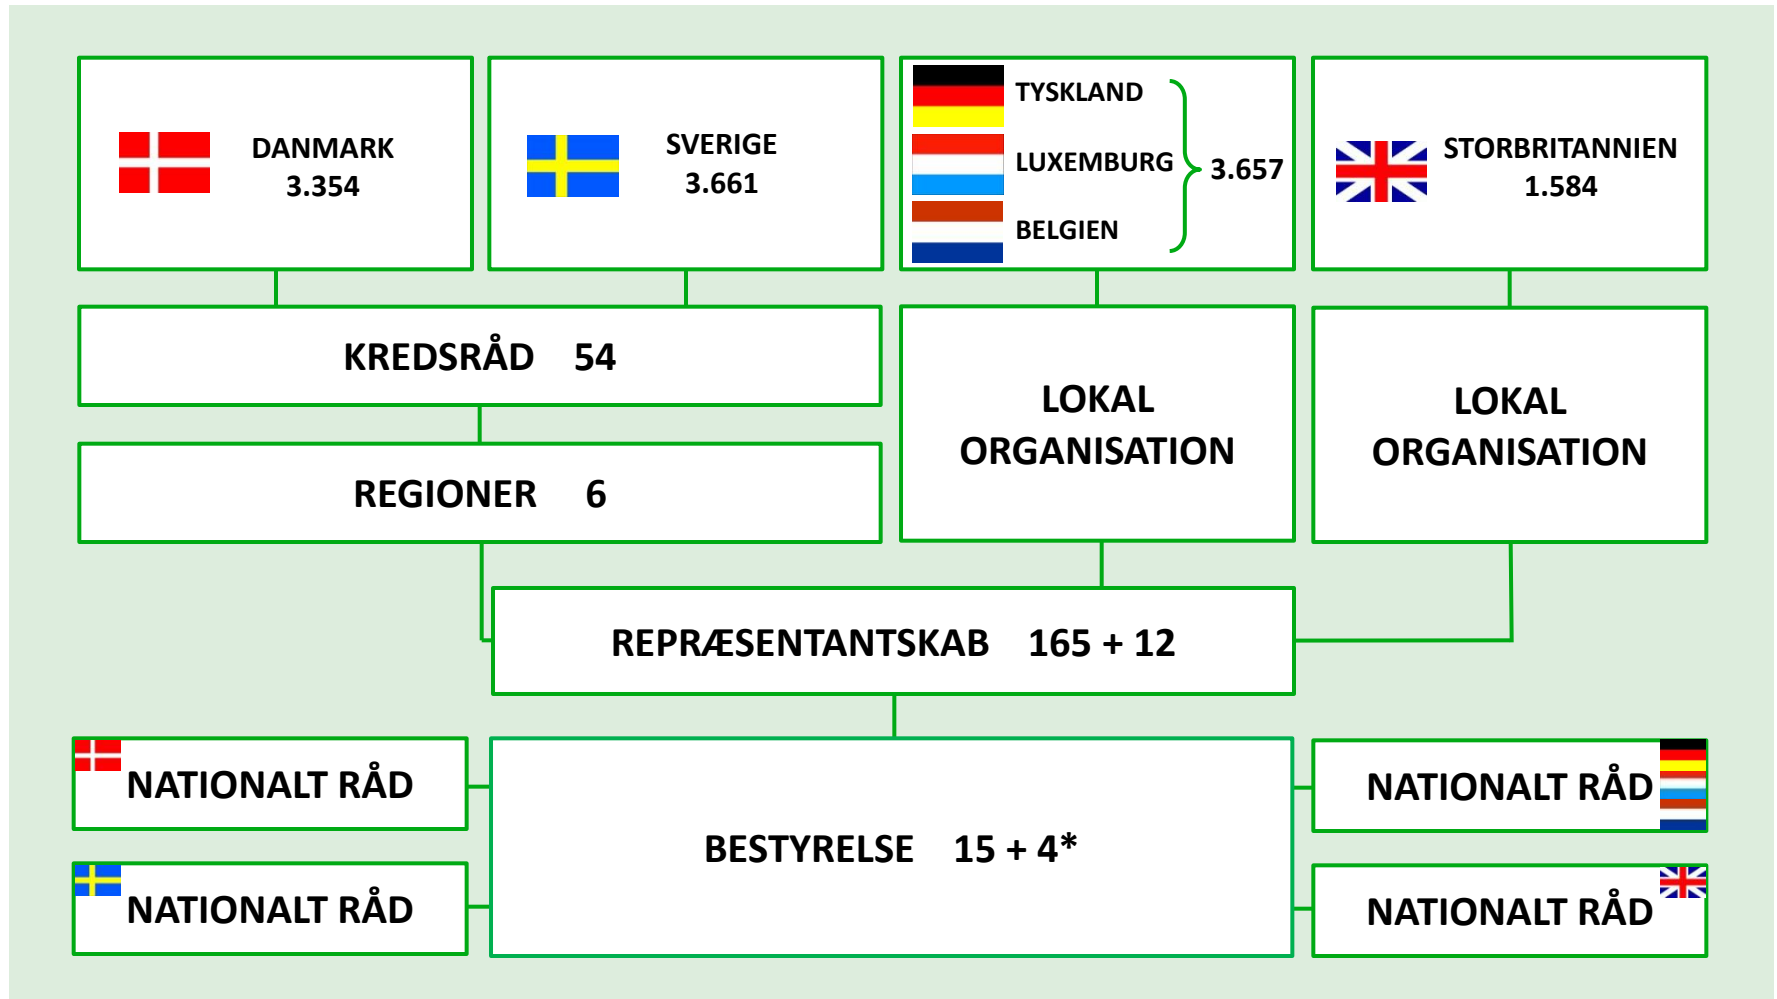 DANMARK
3.354
SVERIGE
3.661
TYSKLAND
LUXEMBURG
BELGIEN
3.657
STORBRITANNIEN
1.584
KREDSRÅD 54
REGIONER 6
LOKAL
ORGANISATION
LOKAL
ORGANISATION
REPRÆSENTANTSKAB 165 + 12
NATIONALT RÅD
NATIONALT RÅD
BESTYRELSE 15 + 4*
NATIONALT RÅD
NATIONALT RÅD